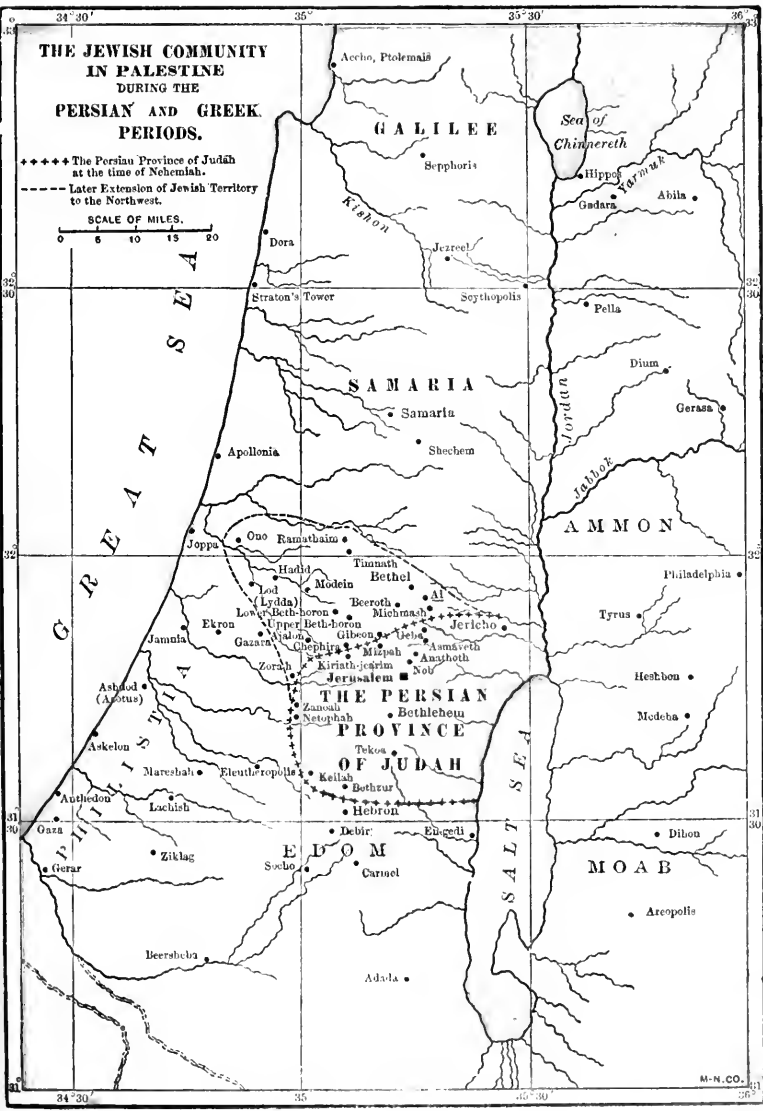 34°30'
35°
35°30'
36°
33
33
THE JEWISH COMMUNITY
IN PALESTINE
DURING THE
PERSIAN AND GREEK
PERIODS.
+++++ The Persian Province of Judah
at the time of Nehemiah.
----- Later Extension of Jewish Territory
to the Northwest.
SCALE OF MILES.
0 5 10 15 20
Accho, Ptolemais
GALILEE
Sea of
Chinnereth
Sepphoris
Hippos
Yarmuk
Gadara
Abila
Kishon
Dora
Jezreel
32°
30
32°
30
Straton's Tower
Scythopolis
Pella
GREAT SEA
Dium
SAMARIA
Samaria
Gerasa
Jordan
Shechem
Apollonia
Jabbok
AMMON
Joppa
Ono
Ramathaim
32
32
Timnath
Hadid
Bethel
Philadelphia
Lod
(Lydda)
Modein
Ai
Beeroth
Lower Beth-horon
Michmash
Upper Beth-horon
Tyrus
Jamnia
Ekron
Gazara
Ajalon
Gibeon
Geba
Jericho
Chephira
Mizpah
Asmaveth
Kiriath-jearim
Anathoth
Nob
Zorah
Jerusalem
Heshbon
Ashdod
(Azotus)
THE PERSIAN
PROVINCE
OF JUDAH
Zanoah
Netophah
Bethlehem
Medeba
Askelon
PHILISTIA
Tekoa
Mareshah
Eleutheropolis
Keilah
Bethzur
Anthedon
Lachish
Hebron
30
30
Gaza
SALT SEA
Debir
Engedi
Dibon
Ziklag
EDOM
MOAB
Gerar
Socho
Carmel
Areopolis
Beersheba
Adada
M-N.CO.
31
31
34°30'
35°
35°30'
36°